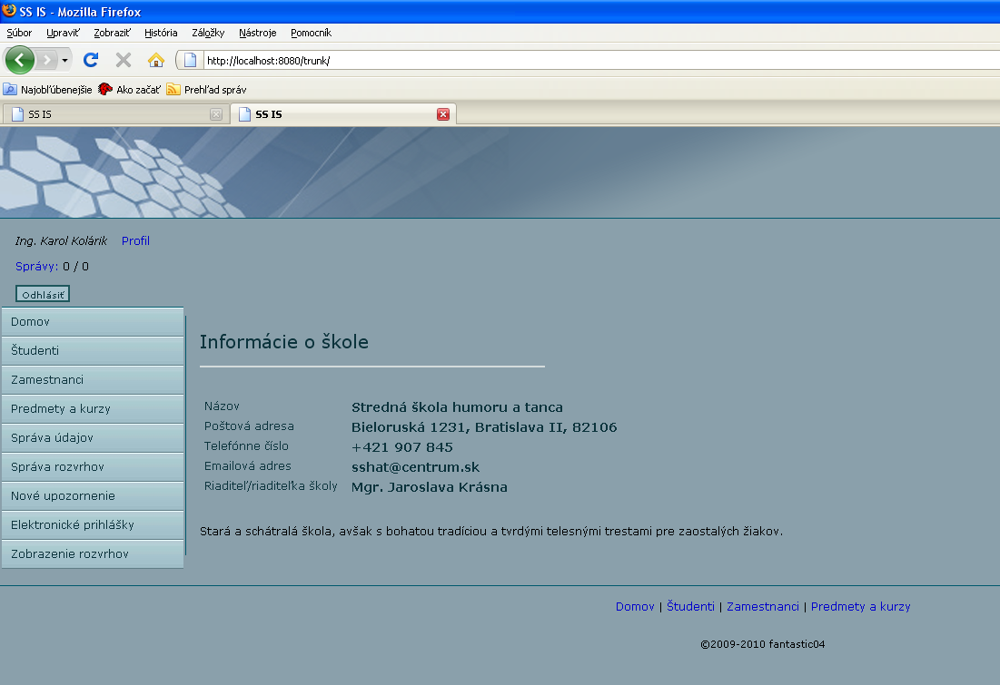 SS IS - Mozilla Firefox
Súbor Upraviť Zobraziť História Záložky Nástroje Pomocník
http://localhost:8080/trunk/
Najobľúbenejšie Ako začať Prehľad správ
SS IS SS IS
Ing. Karol Kolárik Profil
Správy: 0 / 0
Odhlásiť
Domov
Študenti
Zamestnanci
Predmety a kurzy
Správa údajov
Správa rozvrhov
Nové upozornenie
Elektronické prihlášky
Zobrazenie rozvrhov
Informácie o škole
Názov Stredná škola humoru a tanca
Poštová adresa Bieloruská 1231, Bratislava II, 82106
Telefónne číslo +421 907 845
Emailová adres sshat@centrum.sk
Riaditeľ/riaditeľka školy Mgr. Jaroslava Krásna
Stará a schátralá škola, avšak s bohatou tradíciou a tvrdými telesnými trestami pre zaostalých žiakov.
Domov | Študenti | Zamestnanci | Predmety a kurzy
©2009-2010 fantastic04